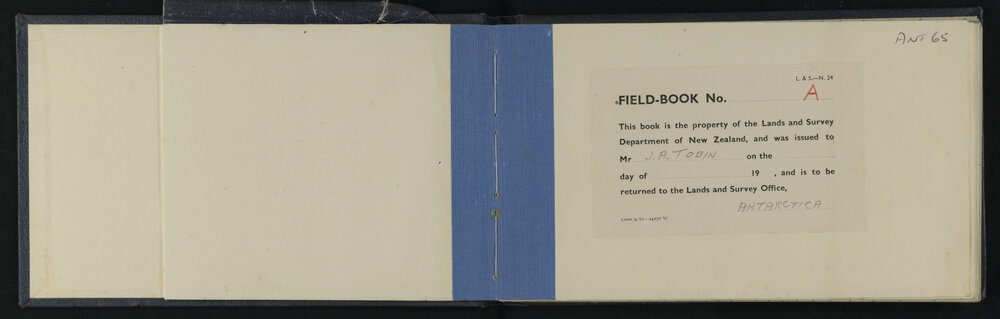 ANT 65
L. & S.—N. 24
FIELD-BOOK No. A
This book is the property of the Lands and Survey
Department of New Zealand, and was issued to
Mr J.A. TOBIN on the
day of 19 , and is to be
returned to the Lands and Survey Office,
ANTARCTICA